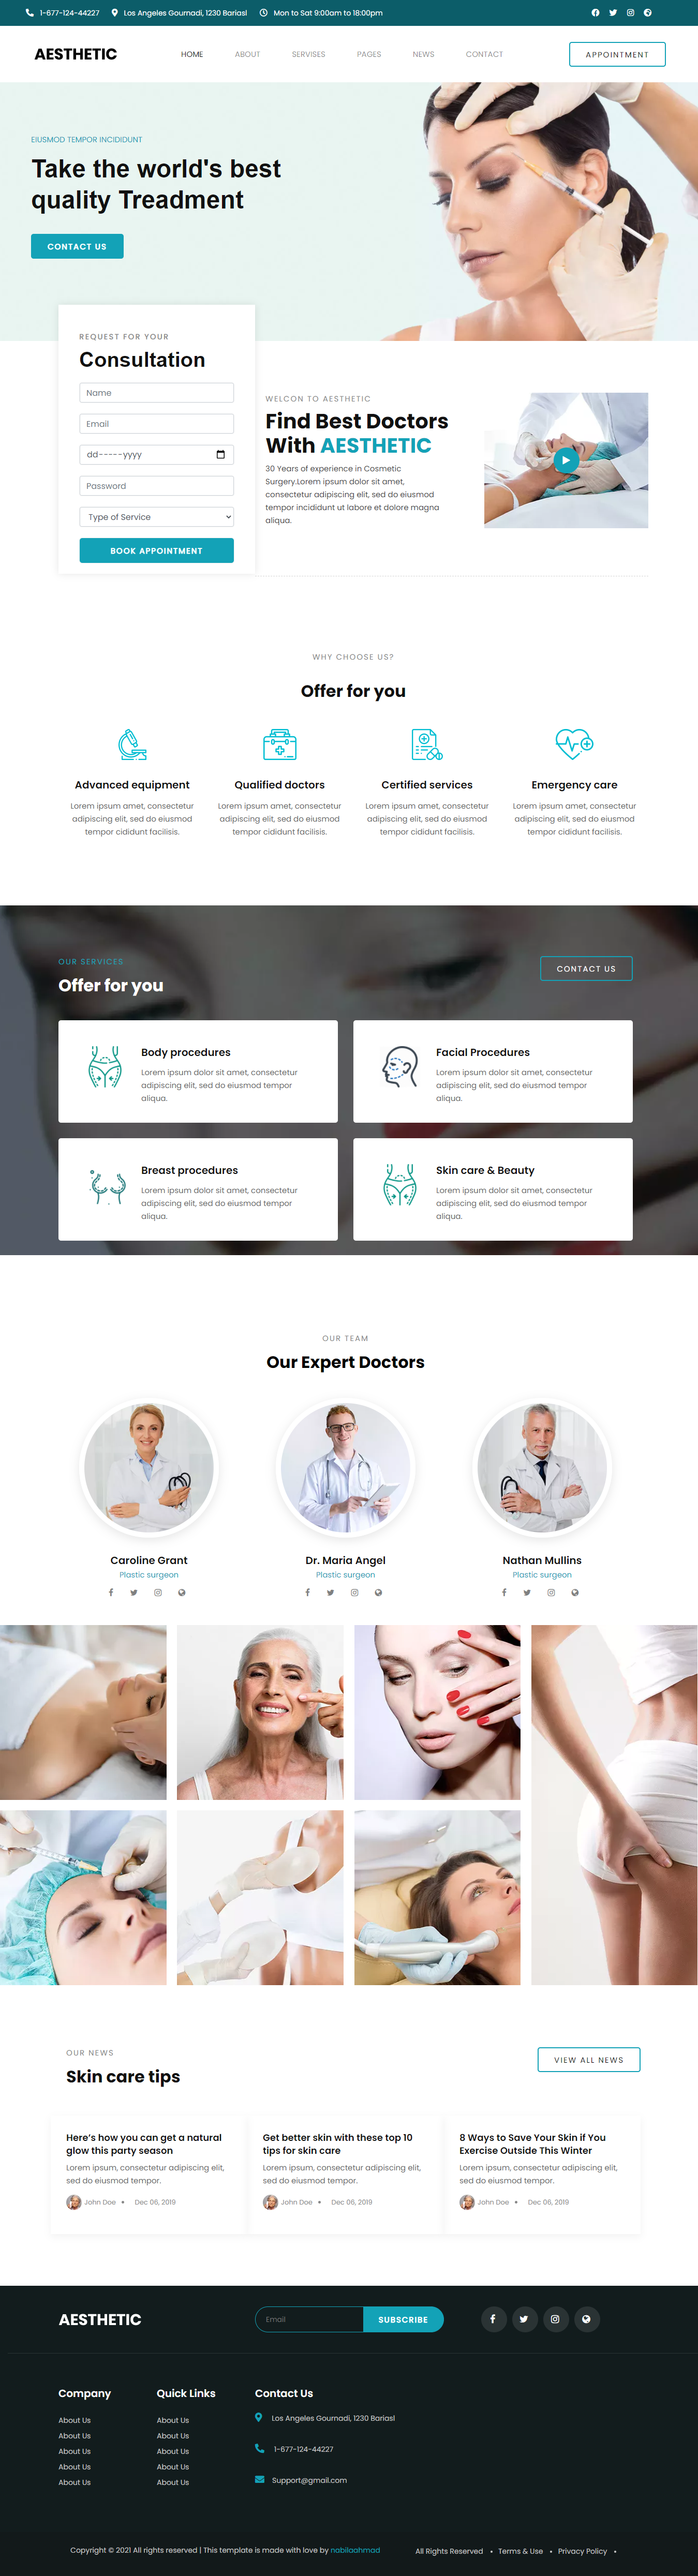 1-677-124-44227 Los Angeles Gournadi, 1230 Bariasl Mon to Sat 9:00am to 18:00pm
AESTHETIC
HOME ABOUT SERVISES PAGES NEWS CONTACT
APPOINTMENT
EIUSMOD TEMPOR INCIDIDUNT
Take the world's best
quality Treadment
CONTACT US
REQUEST FOR YOUR
Consultation
Name
Email
dd-----yyyy
Password
Type of Service
BOOK APPOINTMENT
WELCON TO AESTHETIC
Find Best Doctors
With AESTHETIC
30 Years of experience in Cosmetic
Surgery.Lorem ipsum dolor sit amet,
consectetur adipiscing elit, sed do eiusmod
tempor incididunt ut labore et dolore magna
aliqua.
WHY CHOOSE US?
Offer for you
Advanced equipment
Lorem ipsum amet, consectetur
adipiscing elit, sed do eiusmod
tempor cididunt facilisis.
Qualified doctors
Lorem ipsum amet, consectetur
adipiscing elit, sed do eiusmod
tempor cididunt facilisis.
Certified services
Lorem ipsum amet, consectetur
adipiscing elit, sed do eiusmod
tempor cididunt facilisis.
Emergency care
Lorem ipsum amet, consectetur
adipiscing elit, sed do eiusmod
tempor cididunt facilisis.
OUR SERVICES
Offer for you
CONTACT US
Body procedures
Lorem ipsum dolor sit amet, consectetur
adipiscing elit, sed do eiusmod tempor
aliqua.
Facial Procedures
Lorem ipsum dolor sit amet, consectetur
adipiscing elit, sed do eiusmod tempor
aliqua.
Breast procedures
Lorem ipsum dolor sit amet, consectetur
adipiscing elit, sed do eiusmod tempor
aliqua.
Skin care & Beauty
Lorem ipsum dolor sit amet, consectetur
adipiscing elit, sed do eiusmod tempor
aliqua.
OUR TEAM
Our Expert Doctors
Caroline Grant
Plastic surgeon
Dr. Maria Angel
Plastic surgeon
Nathan Mullins
Plastic surgeon
OUR NEWS
Skin care tips
VIEW ALL NEWS
Here's how you can get a natural
glow this party season
Lorem ipsum, consectetur adipiscing elit,
sed do eiusmod tempor.
John Doe • Dec 06, 2019
Get better skin with these top 10
tips for skin care
Lorem ipsum, consectetur adipiscing elit,
sed do eiusmod tempor.
John Doe • Dec 06, 2019
8 Ways to Save Your Skin if You
Exercise Outside This Winter
Lorem ipsum, consectetur adipiscing elit,
sed do eiusmod tempor.
John Doe • Dec 06, 2019
AESTHETIC
Email
SUBSCRIBE
Company
About Us
About Us
About Us
About Us
About Us
Quick Links
About Us
About Us
About Us
About Us
About Us
Contact Us
Los Angeles Gournadi, 1230 Bariasl
1-677-124-44227
Support@gmail.com
Copyright © 2021 All rights reserved | This template is made with love by nabilaahmad
All Rights Reserved • Terms & Use • Privacy Policy •